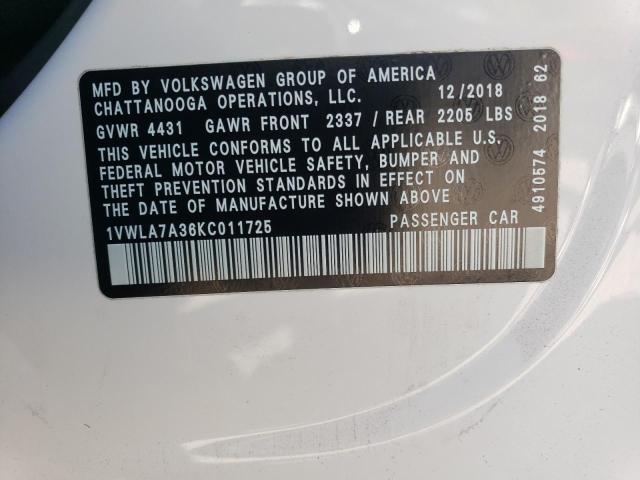 MFD BY VOLKSWAGEN GROUP OF AMERICA
CHATTANOOGA OPERATIONS, LLC. 12/2018
GVWR 4431 GAWR FRONT 2337 / REAR 2205 LBS
THIS VEHICLE CONFORMS TO ALL APPLICABLE U.S.
FEDERAL MOTOR VEHICLE SAFETY, BUMPER AND
THEFT PREVENTION STANDARDS IN EFFECT ON
THE DATE OF MANUFACTURE SHOWN ABOVE
1VWLA7A36KC011725 PASSENGER CAR
4910574 2018 62